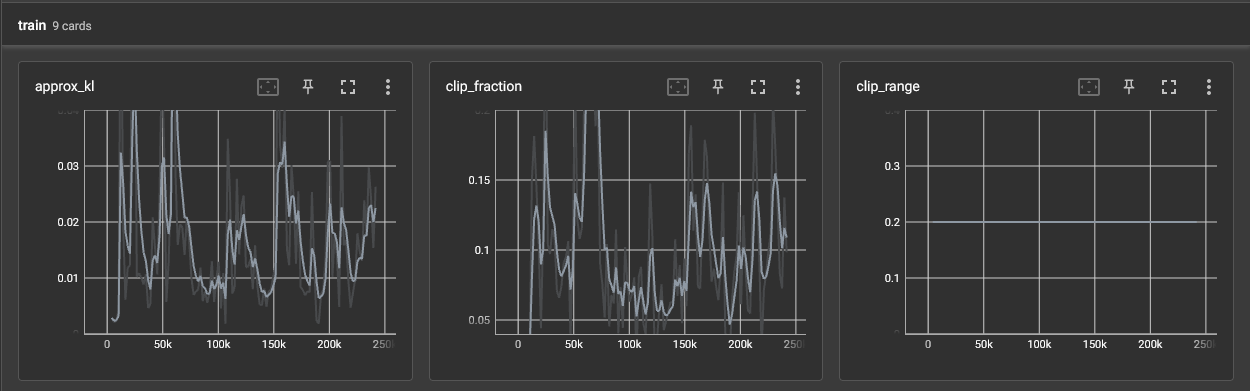 train 9 cards
approx_kl
0.03
0.02
0.01
0 50k 100k 150k 200k 250k
clip_fraction
0.15
0.1
0.05
0 50k 100k 150k 200k
clip_range
0.3
0.2
0.1
0 50k 100k 150k 200k 250k